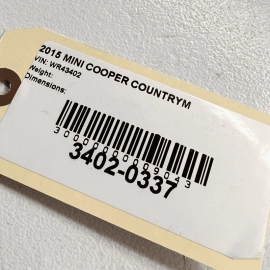 2015 MINI COOPER COUNTRYM
VIN: WR43402
Weight:
Dimensions:
3000000009043
3402-0337